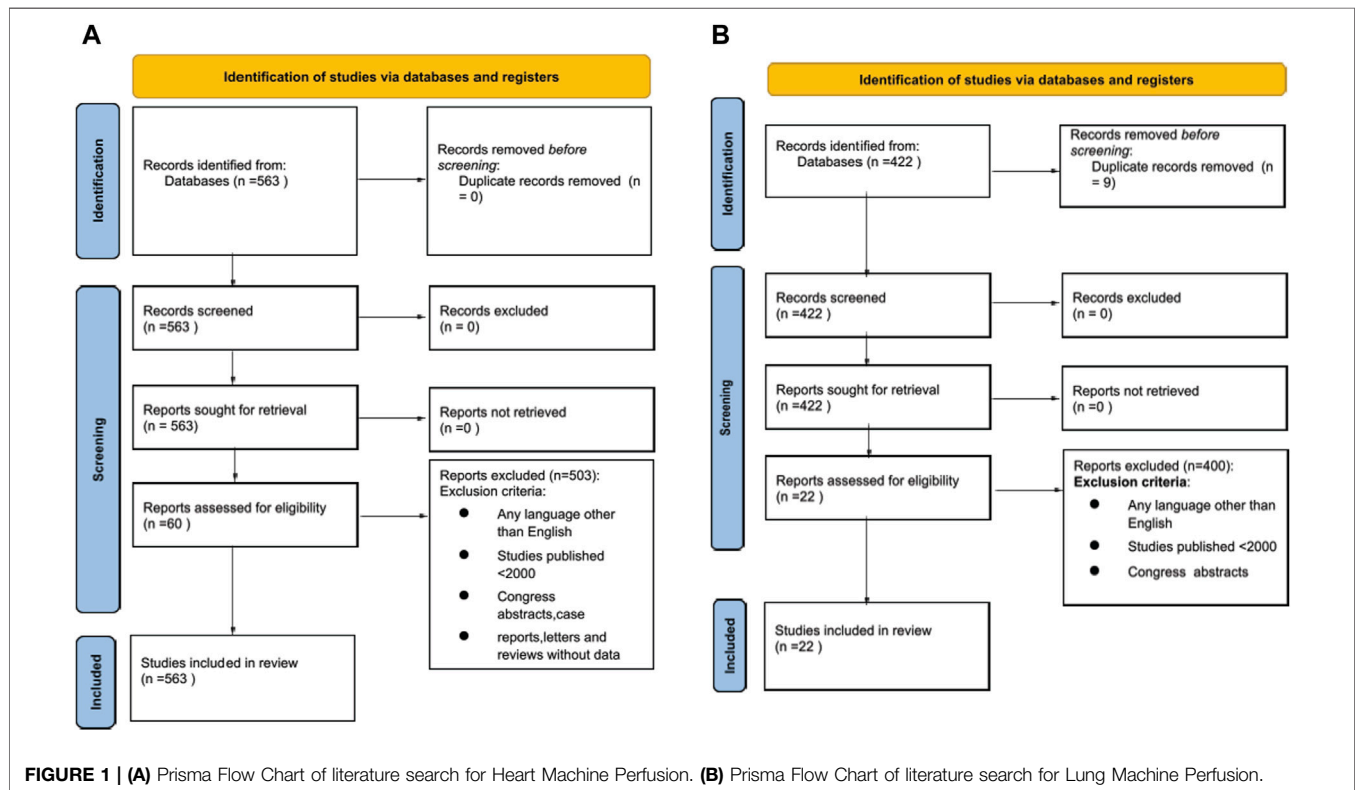 A
Identification of studies via databases and registers
Identification
Records identified from:
Databases (n =563 )
Records removed before
screening:
Duplicate records removed (n
= 0)
Screening
Records screened
(n =563 )
Records excluded
(n = 0)
Reports sought for retrieval
(n = 563)
Reports not retrieved
(n =0 )
Reports assessed for eligibility
(n =60 )
Reports excluded (n=503):
Exclusion criteria:
● Any language other
than English
● Studies published
<2000
● Congress
abstracts,case
● reports,letters and
reviews without data
Included
Studies included in review
(n =563 )
B
Identification of studies via databases and registers
Identification
Records identified from:
Databases (n =422 )
Records removed before
screening:
Duplicate records removed (n
= 9)
Screening
Records screened
(n =422 )
Records excluded
(n = 0)
Reports sought for retrieval
(n =422 )
Reports not retrieved
(n =0 )
Reports assessed for eligibility
(n =22 )
Reports excluded (n=400):
Exclusion criteria:
● Any language other than
English
● Studies published <2000
● Congress abstracts
Included
Studies included in review
(n =22 )
FIGURE 1 | (A) Prisma Flow Chart of literature search for Heart Machine Perfusion. (B) Prisma Flow Chart of literature search for Lung Machine Perfusion.